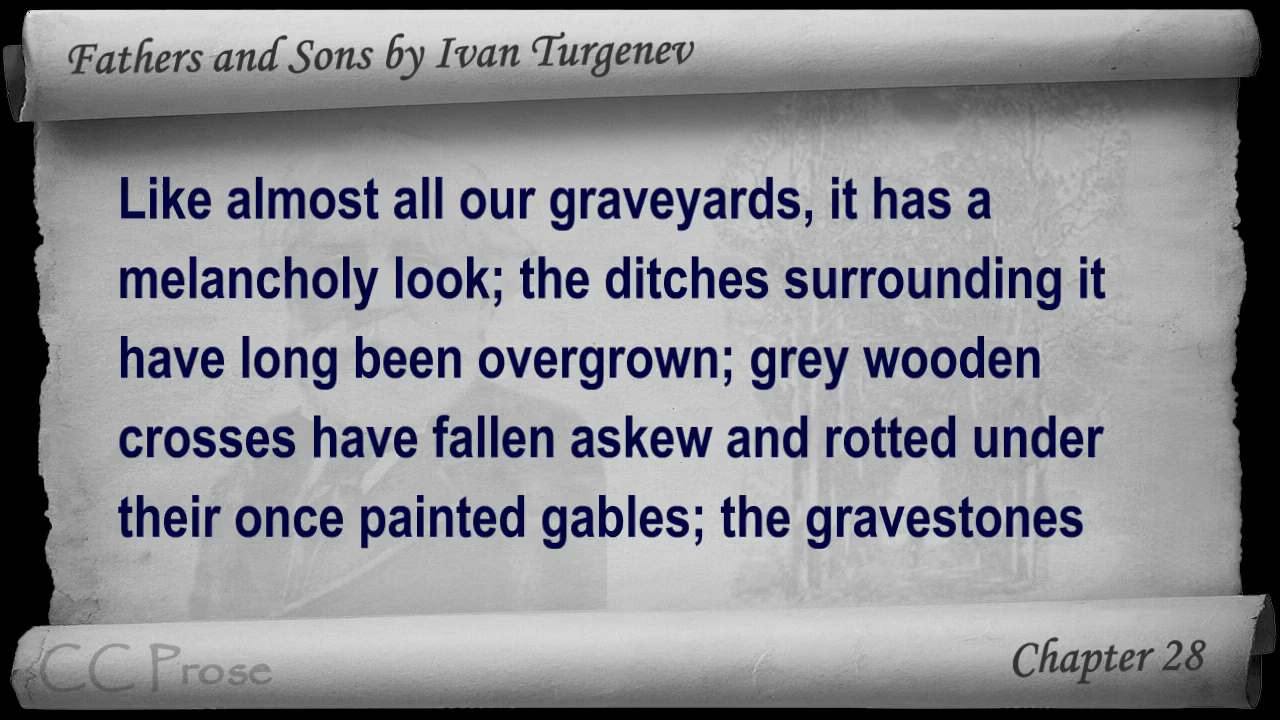 Fathers and Sons by Ivan Turgenev
Like almost all our graveyards, it has a
melancholy look; the ditches surrounding it
have long been overgrown; grey wooden
crosses have fallen askew and rotted under
their once painted gables; the gravestones
CC Prose
Chapter 28